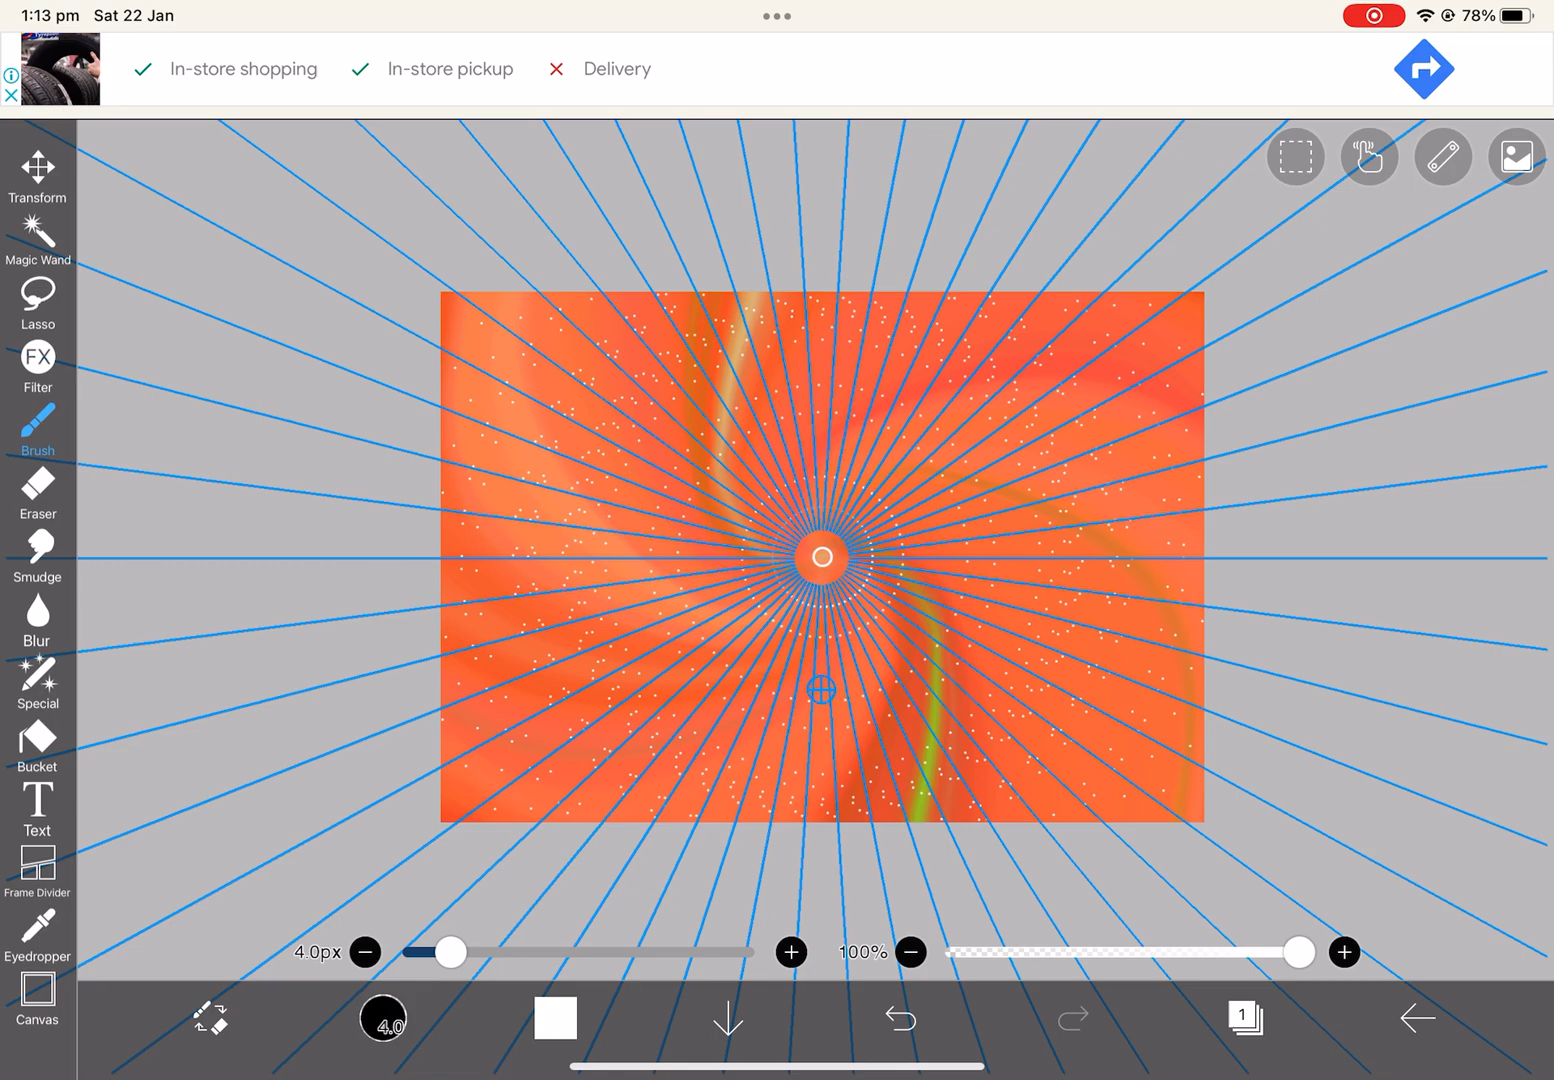 1:13 pm Sat 22 Jan
78%
In-store shopping
In-store pickup
Delivery
Transform
Magic Wand
Lasso
FX
Filter
Brush
Eraser
Smudge
Blur
Special
Bucket
T
Text
Frame Divider
Eyedropper
Canvas
4.0px
100%
4.0
1